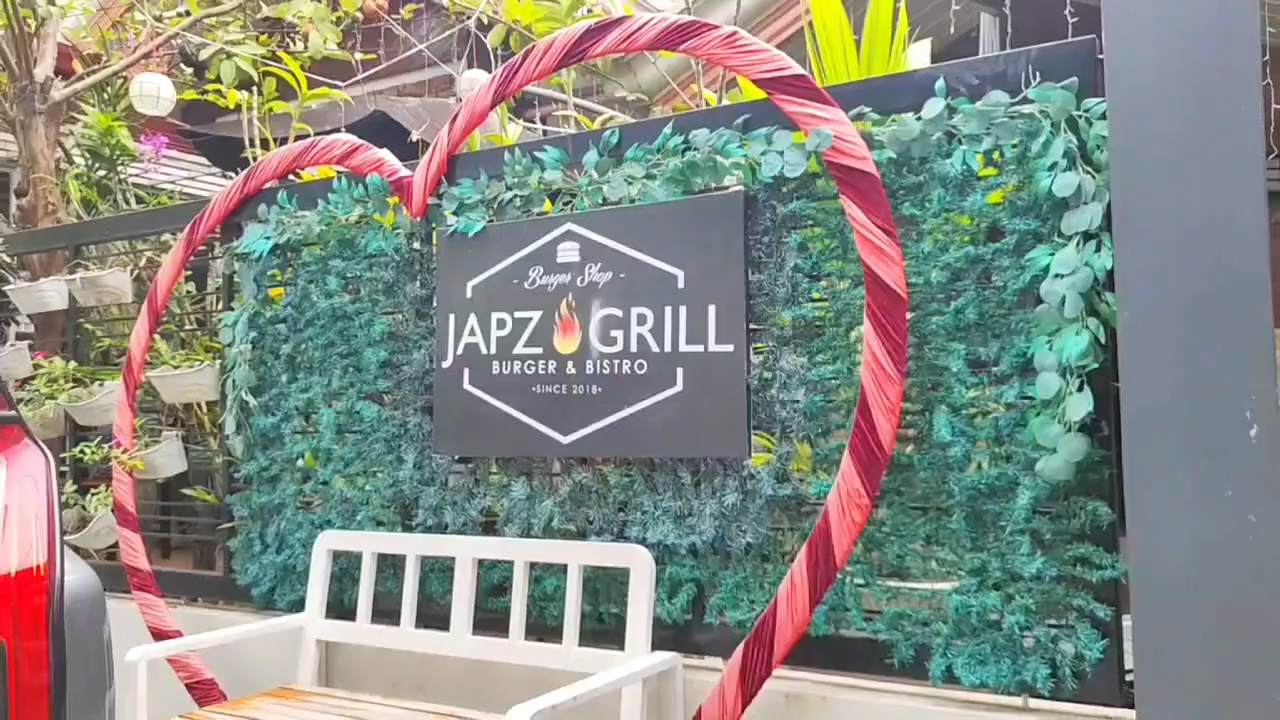 - Burger Shop -
JAPZ GRILL
BURGER & BISTRO
•SINCE 2018•